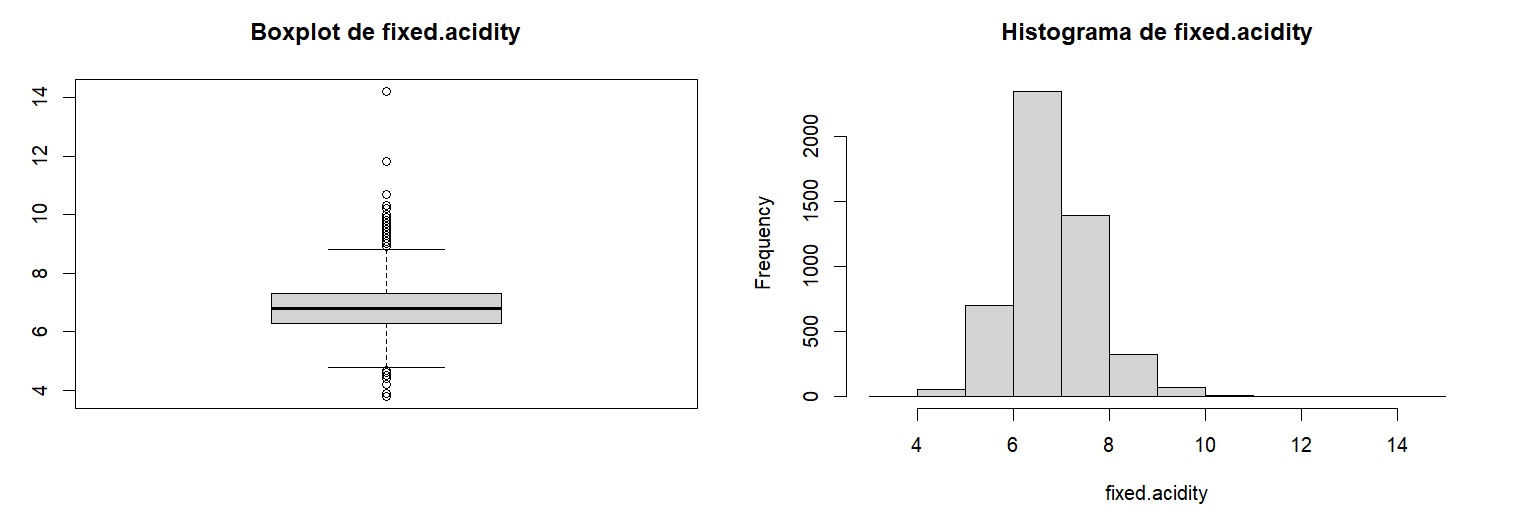 Boxplot de fixed.acidity
14
12
10
8
6
4
Histograma de fixed.acidity
Frequency
2000
1500
1000
500
0
4 6 8 10 12 14
fixed.acidity